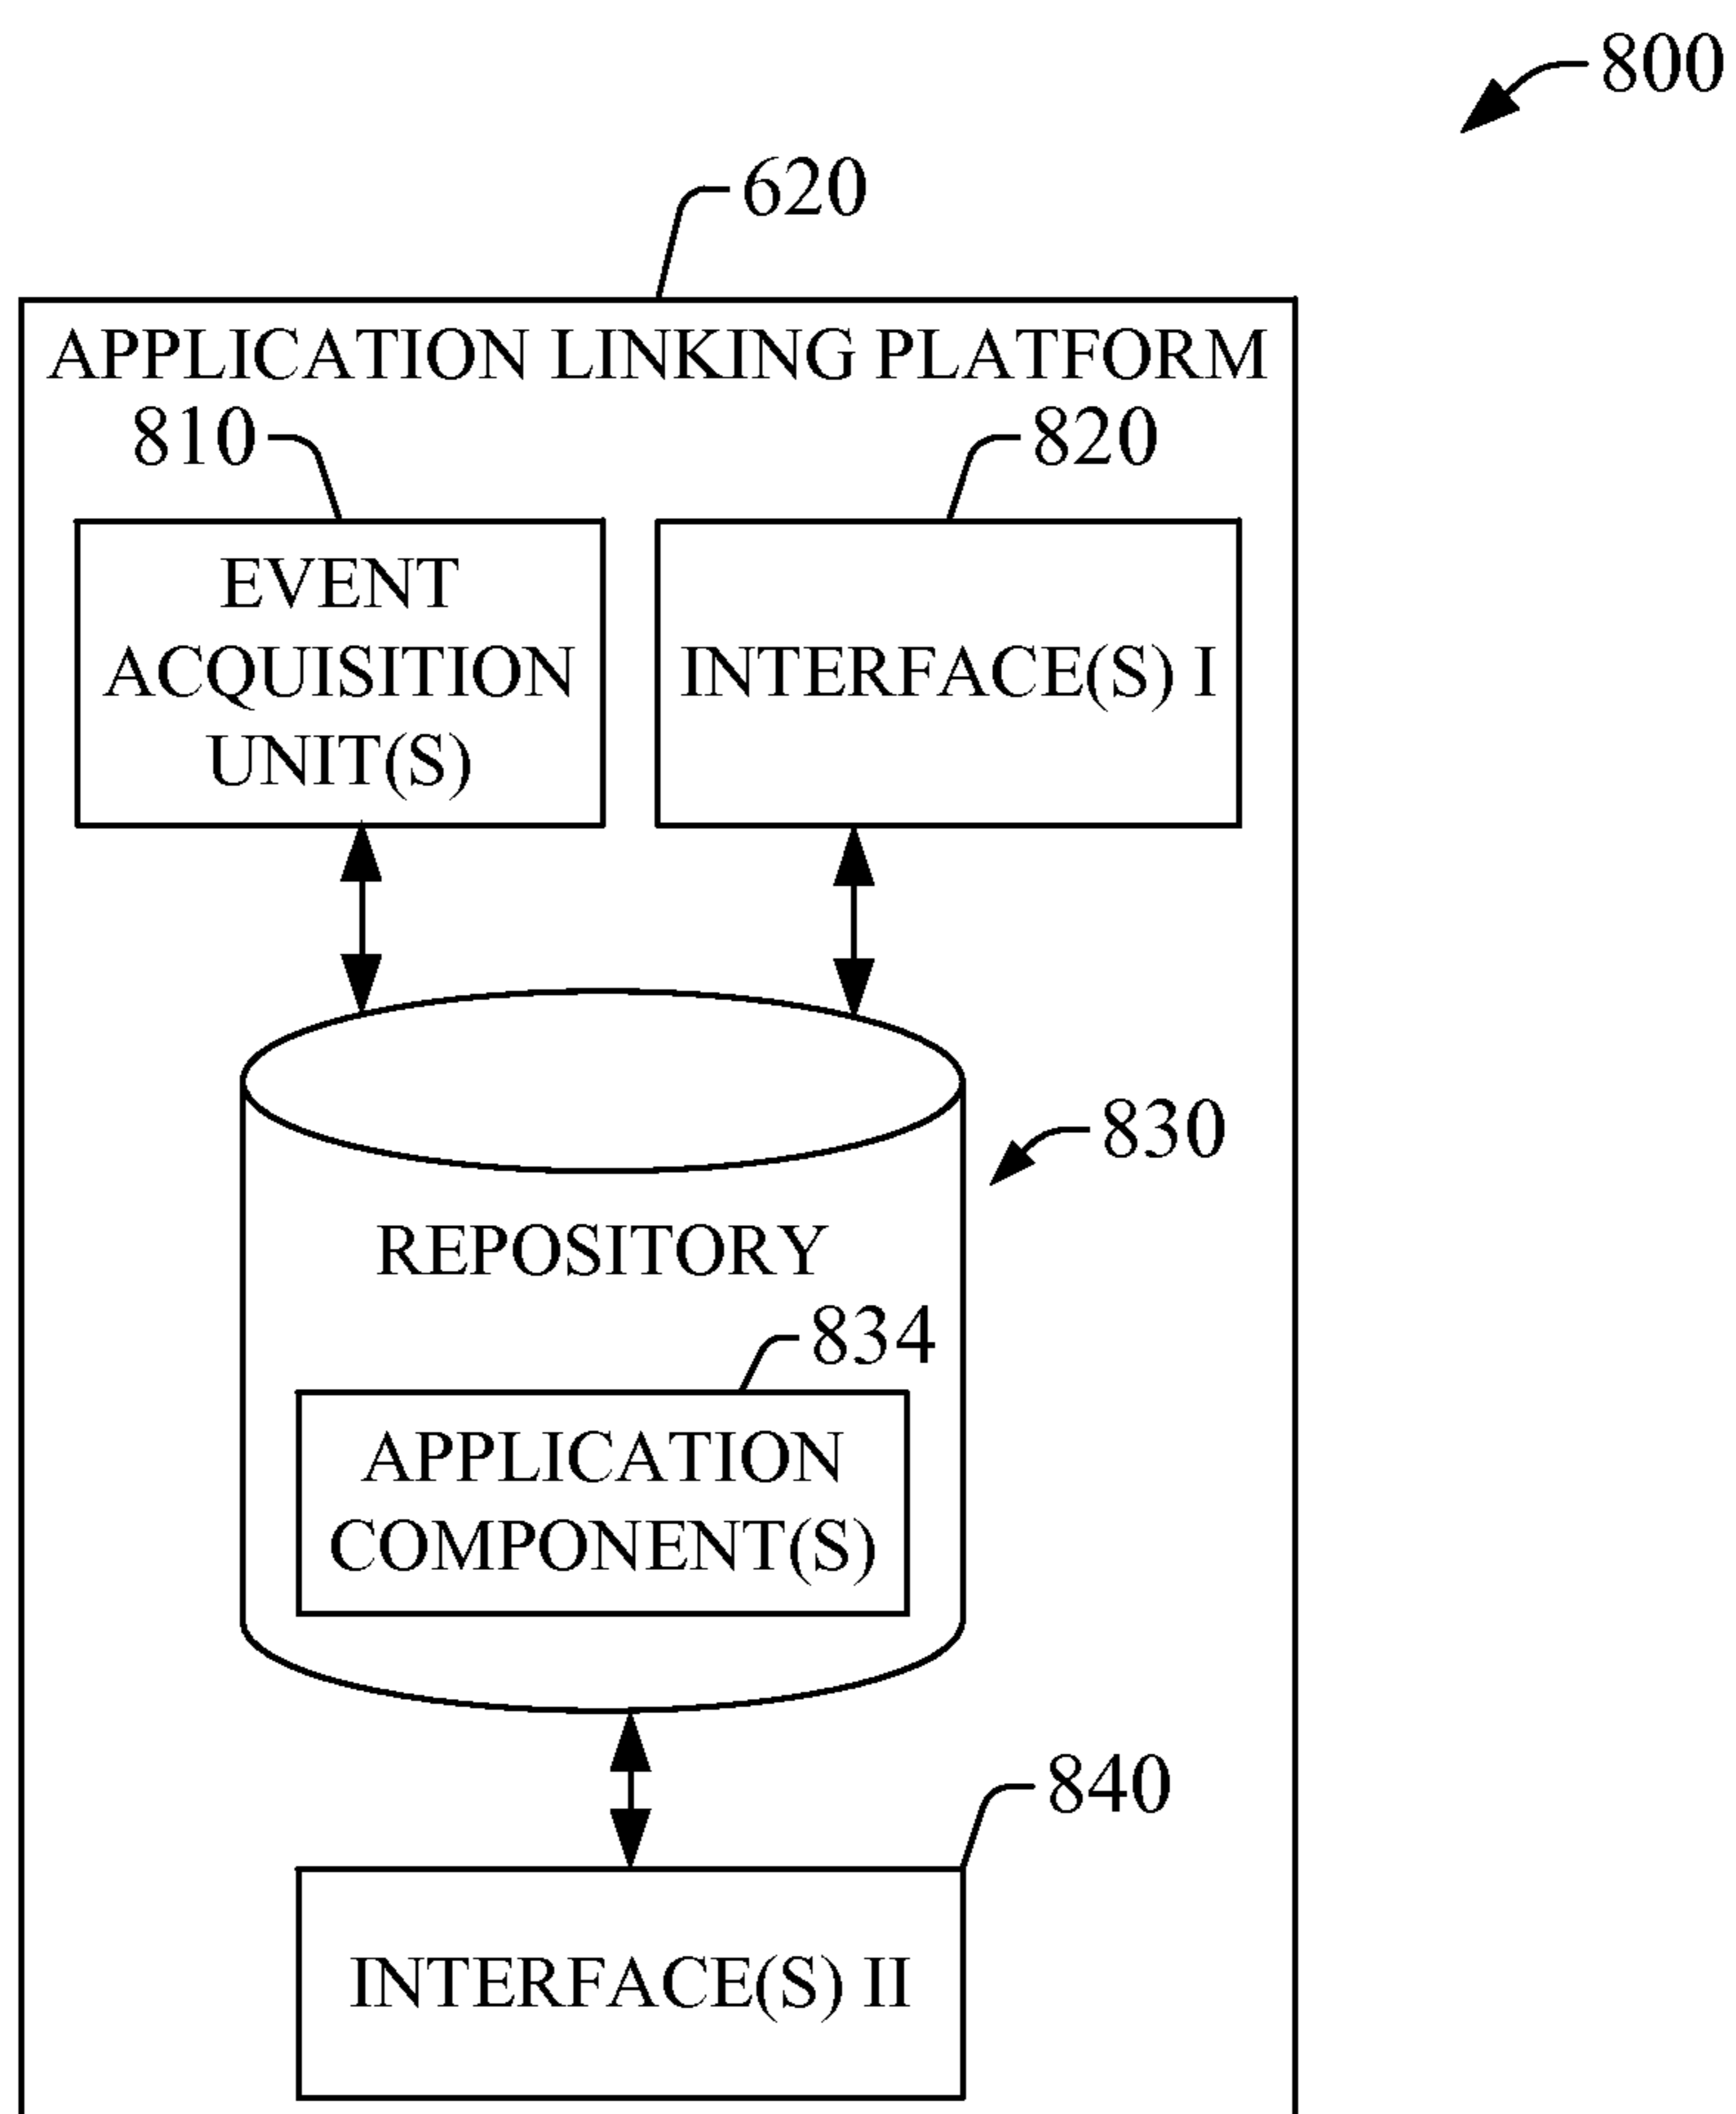 800
620
APPLICATION LINKING PLATFORM
810
820
EVENT
ACQUISITION
UNIT(S)
INTERFACE(S) I
830
REPOSITORY
834
APPLICATION
COMPONENT(S)
840
INTERFACE(S) II